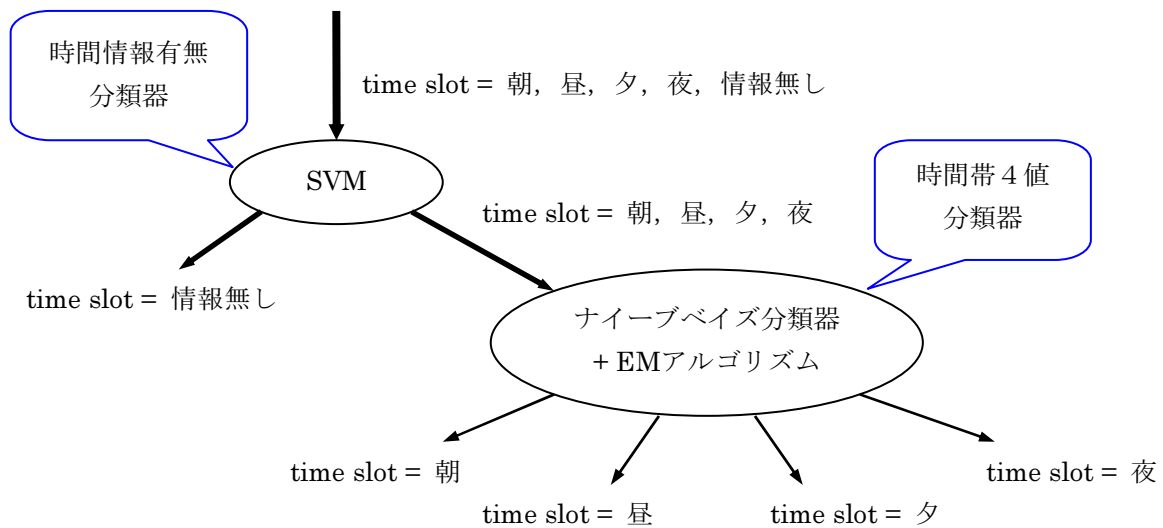 時間情報有無
分類器
time slot = 朝，昼，夕，夜，情報無し
SVM
時間帯４値
分類器
time slot = 朝，昼，夕，夜
time slot = 情報無し
ナイーブベイズ分類器
+ EMアルゴリズム
time slot = 朝
time slot = 夜
time slot = 昼
time slot = 夕